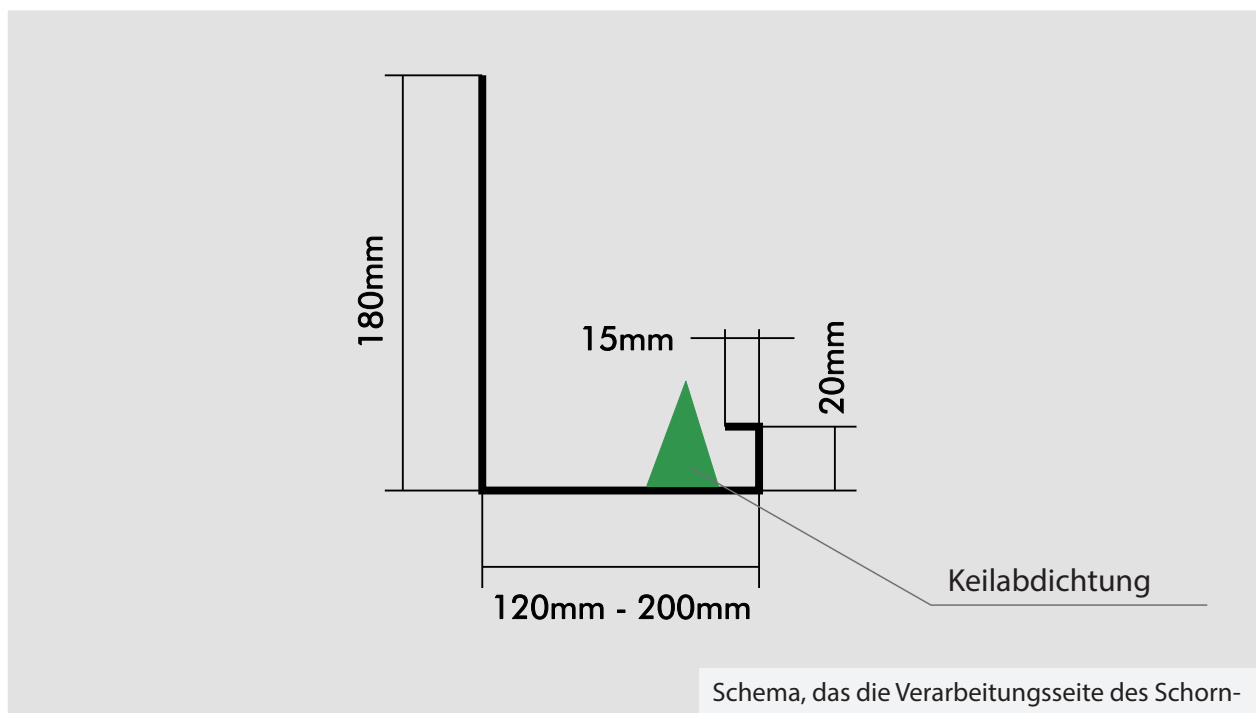 180mm
15mm
20mm
120mm - 200mm
Keilabdichtung
Schema, das die Verarbeitungsseite des Schorn-